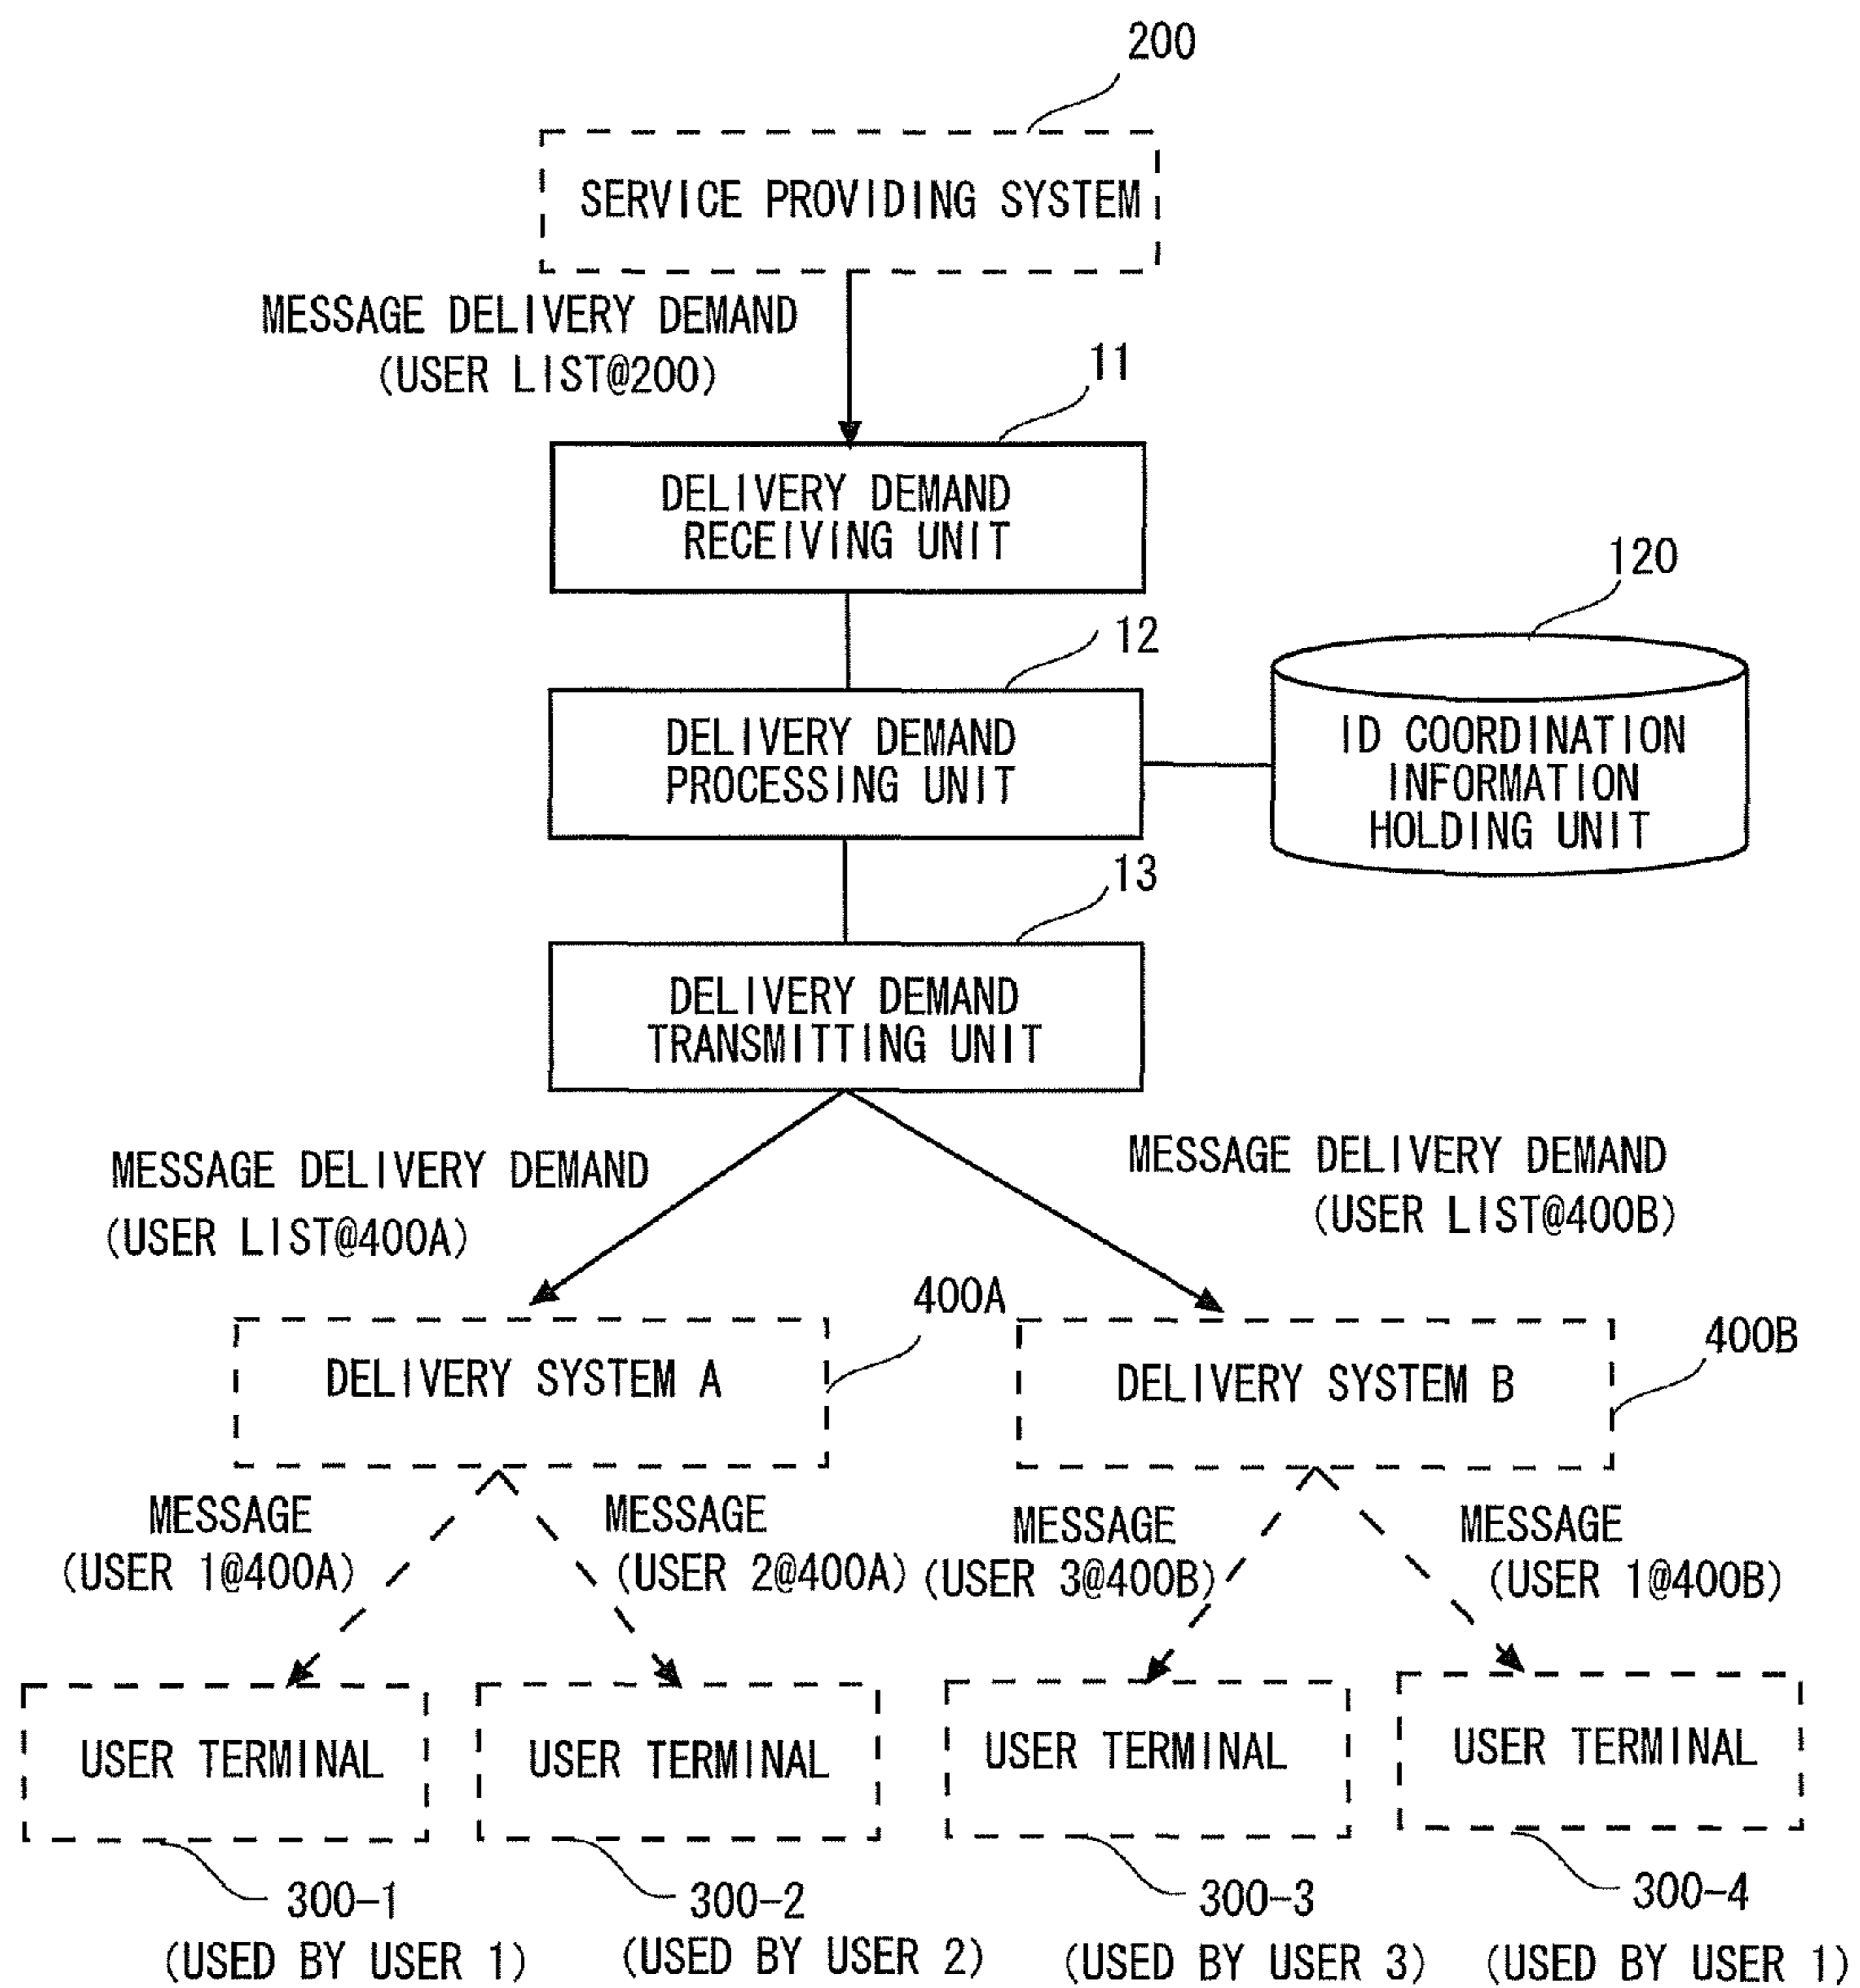 200
SERVICE PROVIDING SYSTEM
MESSAGE DELIVERY DEMAND
(USER LIST@200)
11
DELIVERY DEMAND
RECEIVING UNIT
120
12
DELIVERY DEMAND
PROCESSING UNIT
ID COORDINATION
INFORMATION
HOLDING UNIT
13
DELIVERY DEMAND
TRANSMITTING UNIT
MESSAGE DELIVERY DEMAND
(USER LIST@400A)
MESSAGE DELIVERY DEMAND
(USER LIST@400B)
400A
DELIVERY SYSTEM A
400B
DELIVERY SYSTEM B
MESSAGE
(USER 1@400A)
MESSAGE
(USER 2@400A)
MESSAGE
(USER 3@400B)
MESSAGE
(USER 1@400B)
USER TERMINAL
USER TERMINAL
USER TERMINAL
USER TERMINAL
300-1
(USED BY USER 1)
300-2
(USED BY USER 2)
300-3
(USED BY USER 3)
300-4
(USED BY USER 1)